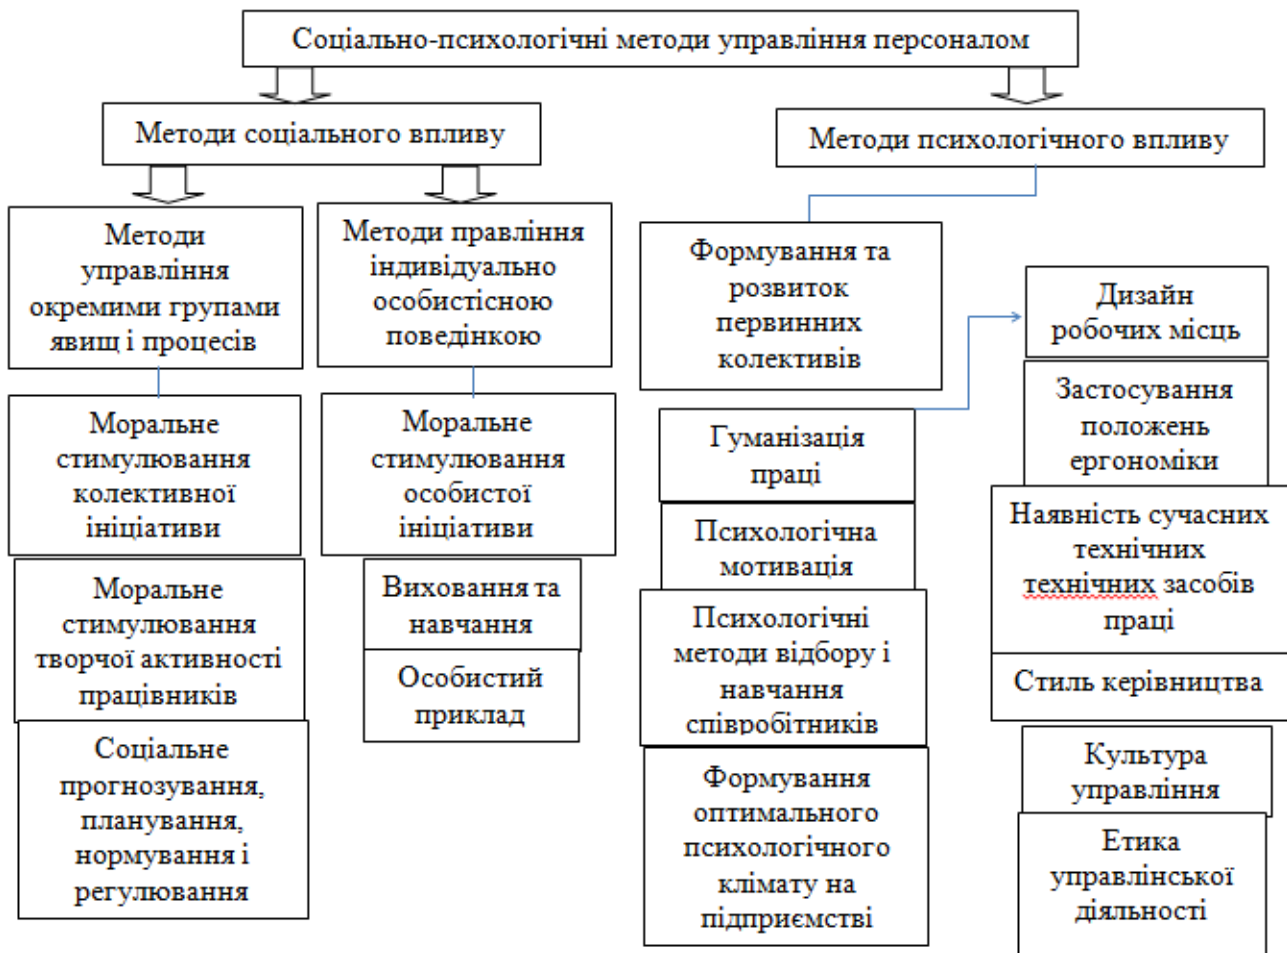 Соціально-психологічні методи управління персоналом
Методи соціального впливу
Методи психологічного впливу
Методи
управління
окремими групами
явищ і процесів
Методи правління
індивідуально
особистісною
поведінкою
Формування та
розвиток
первинних
колективів
Дизайн
робочих місць
Моральне
стимулювання
колективної
ініціативи
Моральне
стимулювання
особистої
ініціативи
Гуманізація
праці
Застосування
положень
ергономіки
Моральне
стимулювання
творчої активності
працівників
Виховання та
навчання
Психологічна
мотивація
Наявність сучасних
технічних
технічних засобів
праці
Соціальне
прогнозування,
планування,
нормування і
регулювання
Особистий
приклад
Психологічні
методи відбору і
навчання
співробітників
Стиль керівництва
Формування
оптимального
психологічного
клімату на
підприємстві
Культура
управління
Етика
управлінської
діяльності